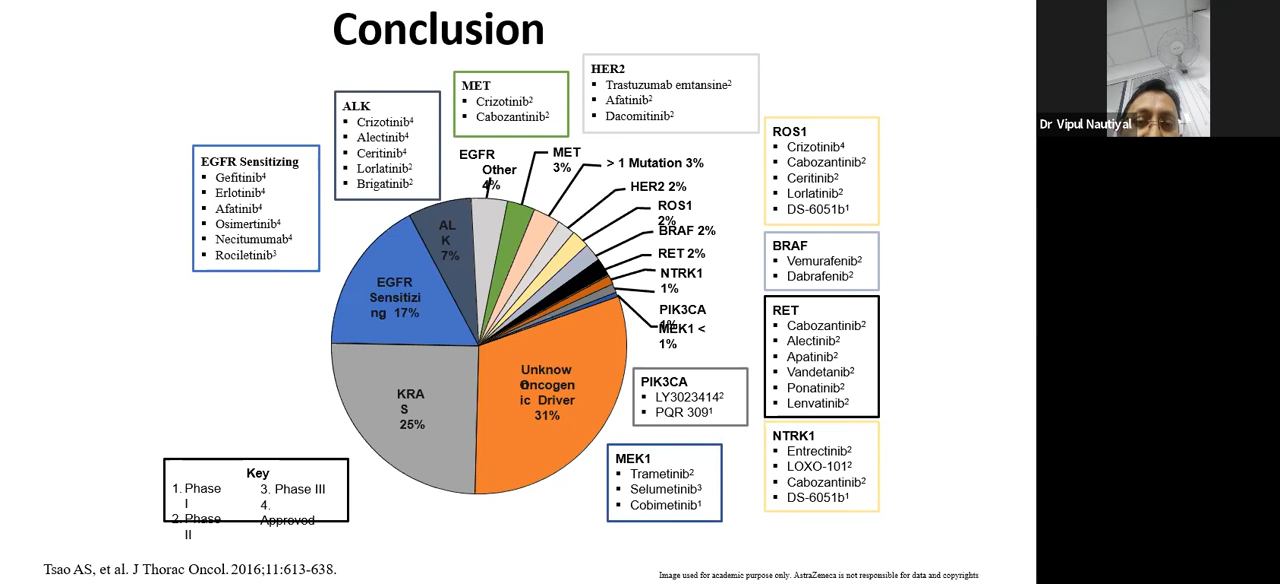 Conclusion
HER2
▪ Trastuzumab emtansine²
▪ Afatinib²
▪ Dacomitinib²
MET
▪ Crizotinib²
▪ Cabozantinib²
ALK
▪ Crizotinib⁴
▪ Alectinib⁴
▪ Ceritinib⁴
▪ Lorlatinib²
▪ Brigatinib²
EGFR Sensitizing
▪ Gefitinib⁴
▪ Erlotinib⁴
▪ Afatinib⁴
▪ Osimertinib⁴
▪ Necitumumab⁴
▪ Rociletinib³
ROS1
▪ Crizotinib⁴
▪ Cabozantinib²
▪ Ceritinib²
▪ Lorlatinib²
▪ DS-6051b¹
BRAF
▪ Vemurafenib²
▪ Dabrafenib²
RET
▪ Cabozantinib²
▪ Alectinib²
▪ Apatinib²
▪ Vandetanib²
▪ Ponatinib²
▪ Lenvatinib²
NTRK1
▪ Entrectinib²
▪ LOXO-101²
▪ Cabozantinib²
▪ DS-6051b¹
PIK3CA
▪ LY3023414²
▪ PQR 309¹
MEK1
▪ Trametinib²
▪ Selumetinib³
▪ Cobimetinib¹
EGFR
Other
4%
MET
3%
> 1 Mutation 3%
HER2 2%
ROS1
2%
BRAF 2%
RET 2%
NTRK1
1%
PIK3CA
1%
MEK1 <
1%
AL
K
7%
EGFR
Sensitizi
ng 17%
KRA
S
25%
Unknow
Oncogen
ic Driver
31%
Key
1. Phase
I
2. Phase
II
3. Phase III
4.
Approved
Tsao AS, et al. J Thorac Oncol. 2016;11:613-638.
Image used for academic purpose only. AstraZeneca is not responsible for data and copyrights
Dr Vipul Nautiyal